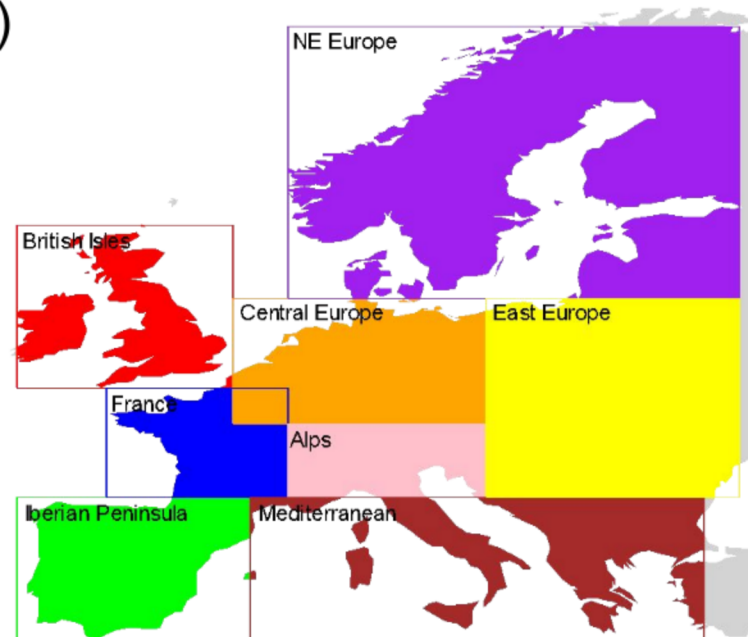 )
NE Europe
British Isles
Central Europe
East Europe
France
Alps
Iberian Peninsula
Mediterranean